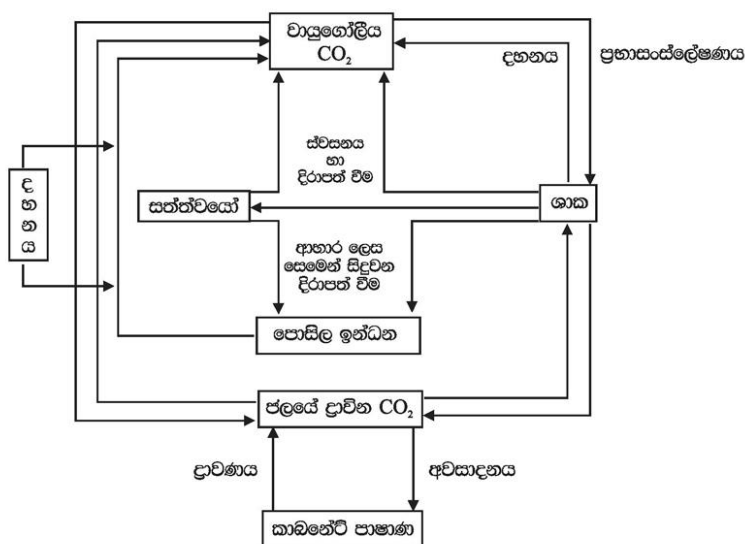 වායුගෝලීය
CO₂
දහනය
ප්‍රභාසංස්ලේෂණය
ස්වසනය
හා
දිරාපත් වීම
ද
හ
න
ය
සත්ත්වයෝ
ශාක
ආහාර ලෙස
සෙමෙන් සිදුවන
දිරාපත් වීම
පොසිල ඉන්ධන
ජලයේ ද්‍රාවිත CO₂
ද්‍රාවණය
අවසාදනය
කාබනේට් පාෂාණ